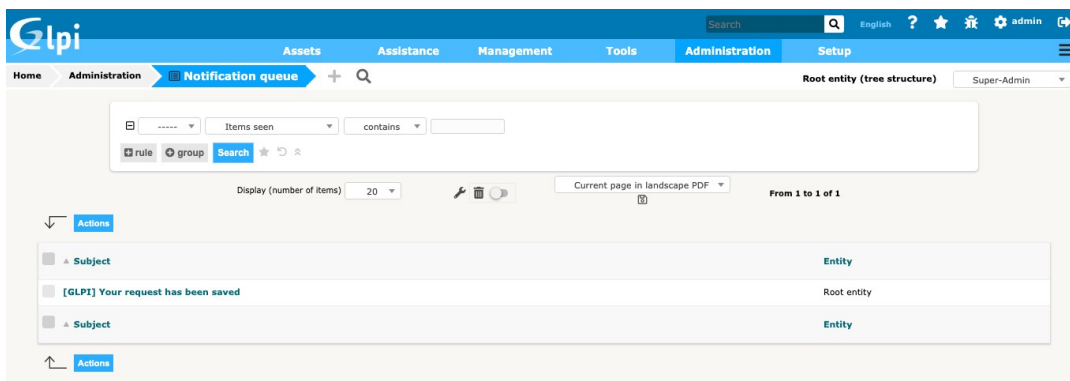 Glpi
Search English ? admin
Assets Assistance Management Tools Administration Setup
Home Administration Notification queue Root entity (tree structure) Super-Admin
----- Items seen contains
rule group Search
Display (number of items) 20 Current page in landscape PDF From 1 to 1 of 1
Actions
Subject Entity
[GLPI] Your request has been saved Root entity
Subject Entity
Actions